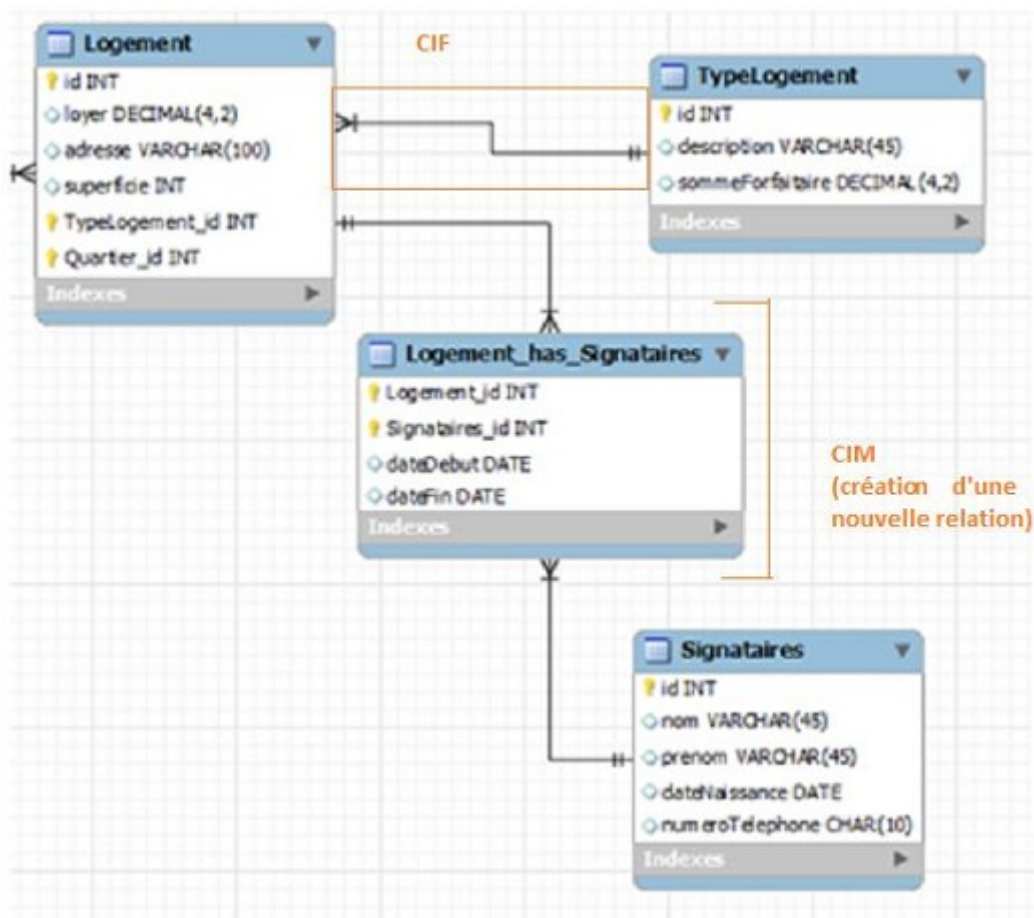 Logement
id INT
loyer DECIMAL(4,2)
adresse VARCHAR(100)
superficie INT
TypeLogement_id INT
Quartier_id INT
Indexes
CIF
TypeLogement
id INT
description VARCHAR(45)
sommeForfaitaire DECIMAL(4,2)
Indexes
Logement_has_Signataires
Logement_id INT
Signataires_id INT
dateDebut DATE
dateFin DATE
Indexes
CIM
(création d'une
nouvelle relation)
Signataires
id INT
nom VARCHAR(45)
prenom VARCHAR(45)
dateNaissance DATE
numeroTelephone CHAR(10)
Indexes